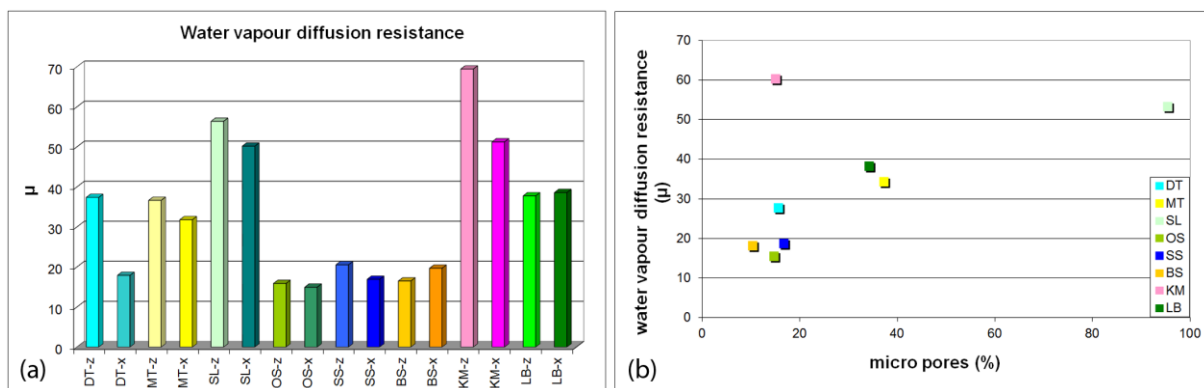 Water vapour diffusion resistance
70
60
50
40
30
20
10
0
µ
DT-z DT-x MT-z MT-x SL-z SL-x OS-z OS-x SS-z SS-x BS-z BS-x KM-z KM-x LB-z LB-x
(a)
70
60
50
40
30
20
10
0
water vapour diffusion resistance
(µ)
0 20 40 60 80 100
micro pores (%)
DT
MT
SL
OS
SS
BS
KM
LB
(b)